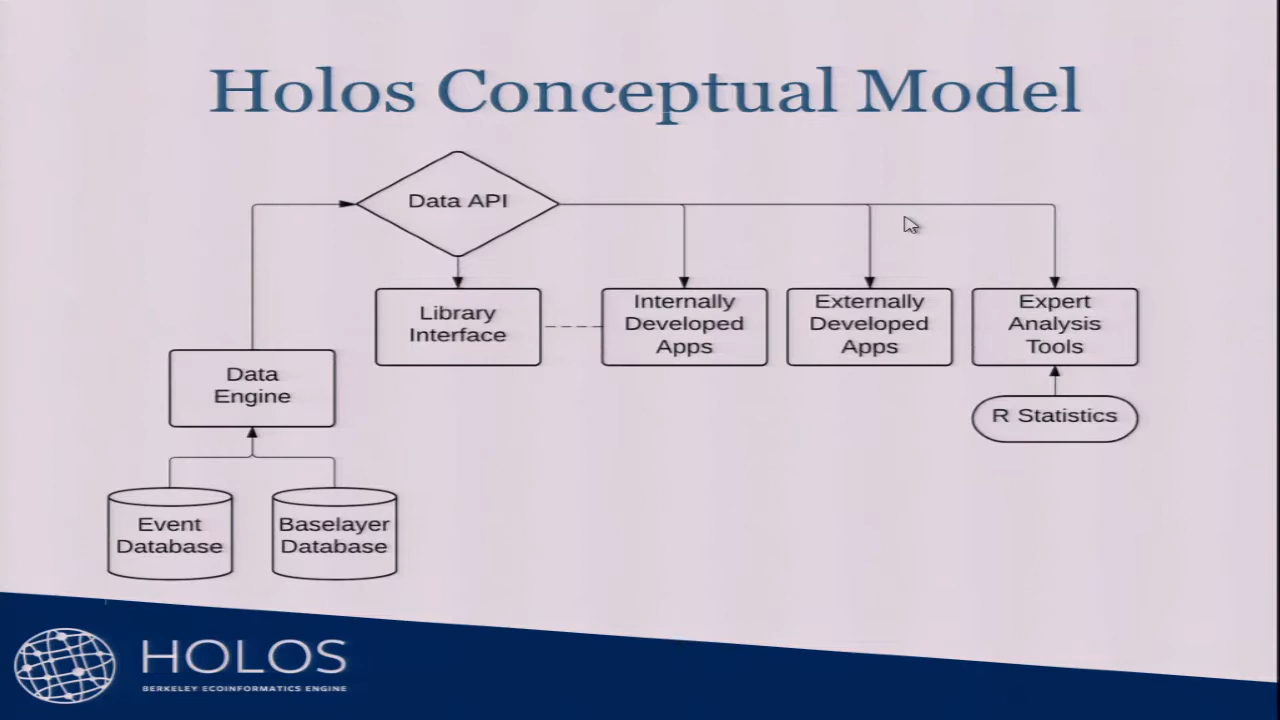 Holos Conceptual Model
Data API
Library
Interface
Internally
Developed
Apps
Externally
Developed
Apps
Expert
Analysis
Tools
Data
Engine
R Statistics
Event
Database
Baselayer
Database
HOLOS
BERKELEY ECOINFORMATICS ENGINE